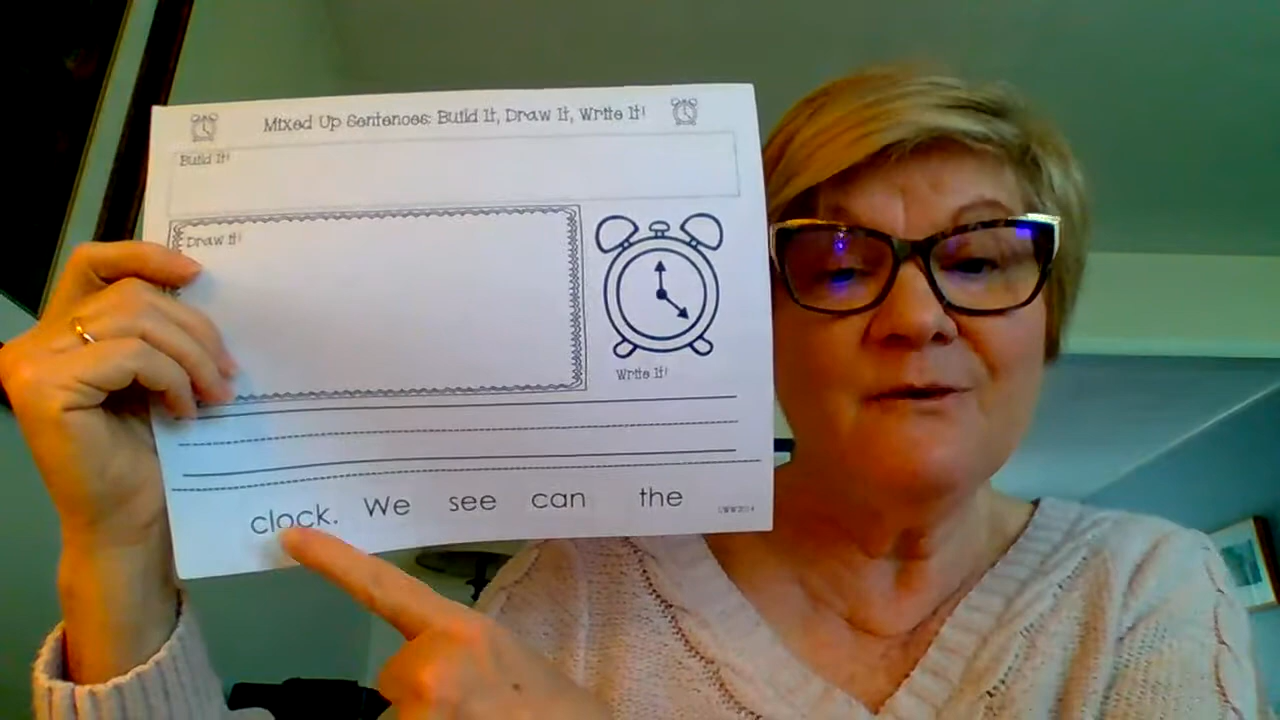 Mixed Up Sentences: Build It, Draw It, Write It!
Build It!
Draw It!
Write It!
clock. We see can the